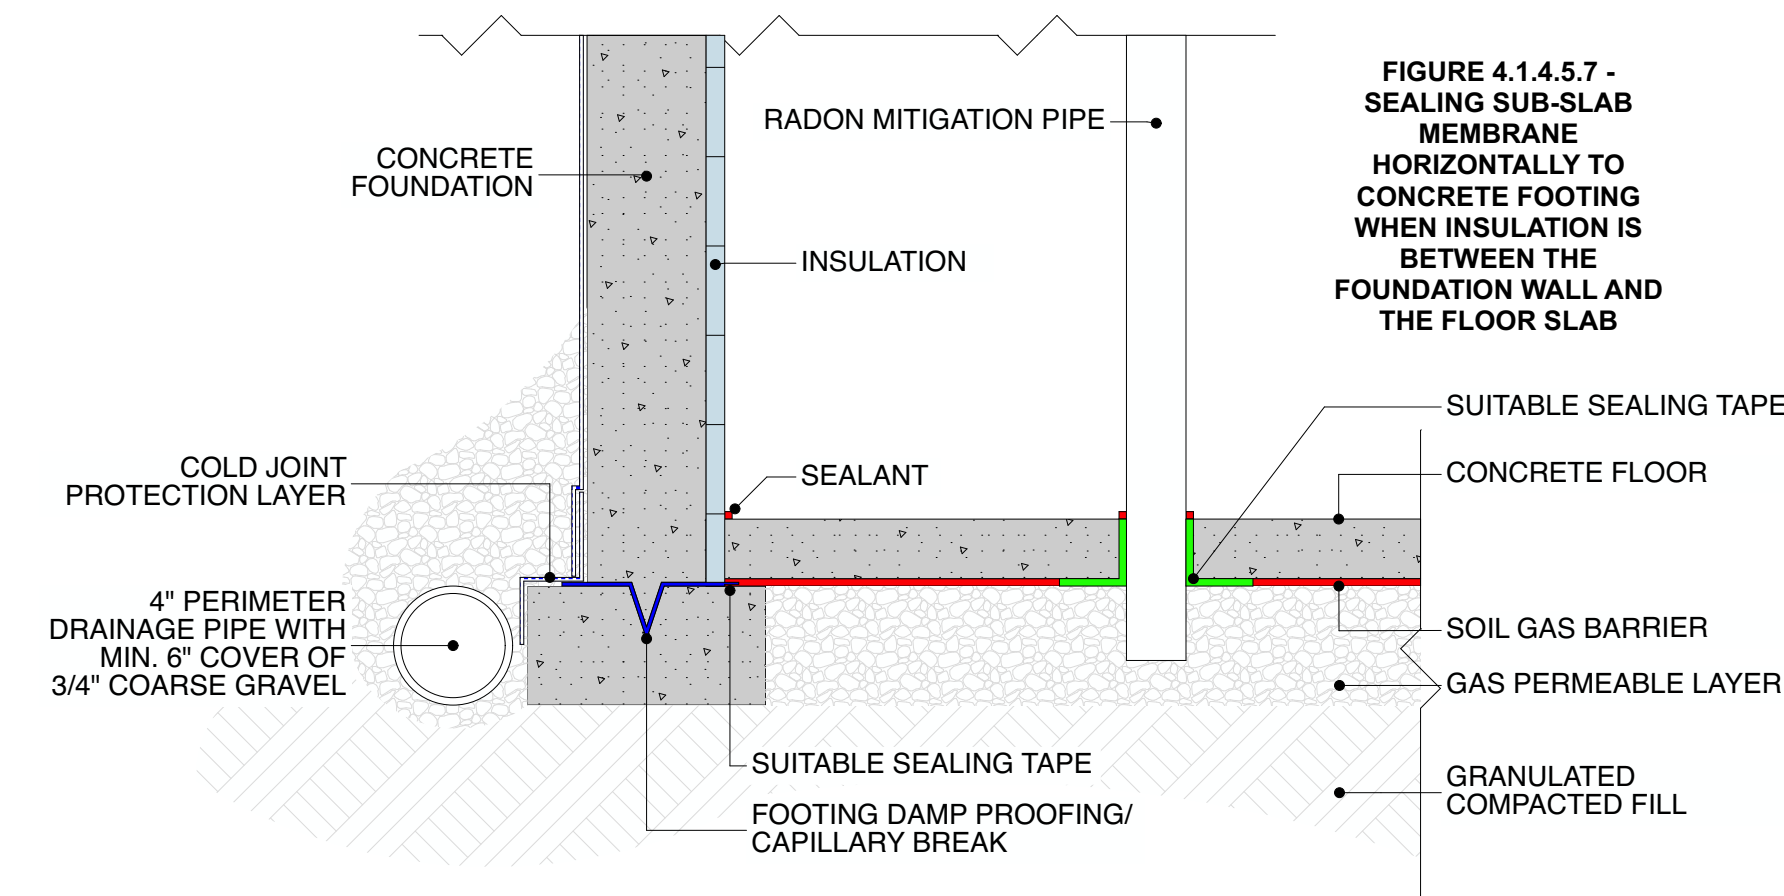 FIGURE 4.1.4.5.7 -
SEALING SUB-SLAB
MEMBRANE
HORIZONTALLY TO
CONCRETE FOOTING
WHEN INSULATION IS
BETWEEN THE
FOUNDATION WALL AND
THE FLOOR SLAB
RADON MITIGATION PIPE
CONCRETE
FOUNDATION
INSULATION
SUITABLE SEALING TAPE
COLD JOINT
PROTECTION LAYER
SEALANT
CONCRETE FLOOR
4" PERIMETER
DRAINAGE PIPE WITH
MIN. 6" COVER OF
3/4" COARSE GRAVEL
SOIL GAS BARRIER
GAS PERMEABLE LAYER
SUITABLE SEALING TAPE
FOOTING DAMP PROOFING/
CAPILLARY BREAK
GRANULATED
COMPACTED FILL